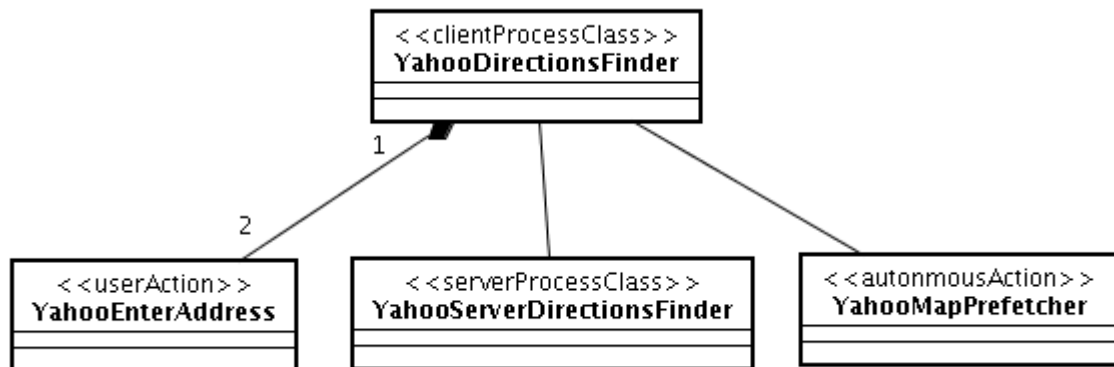 <<clientProcessClass>>
YahooDirectionsFinder
1
2
<<userAction>>
YahooEnterAddress
<<serverProcessClass>>
YahooServerDirectionsFinder
<<autonmousAction>>
YahooMapPrefetcher